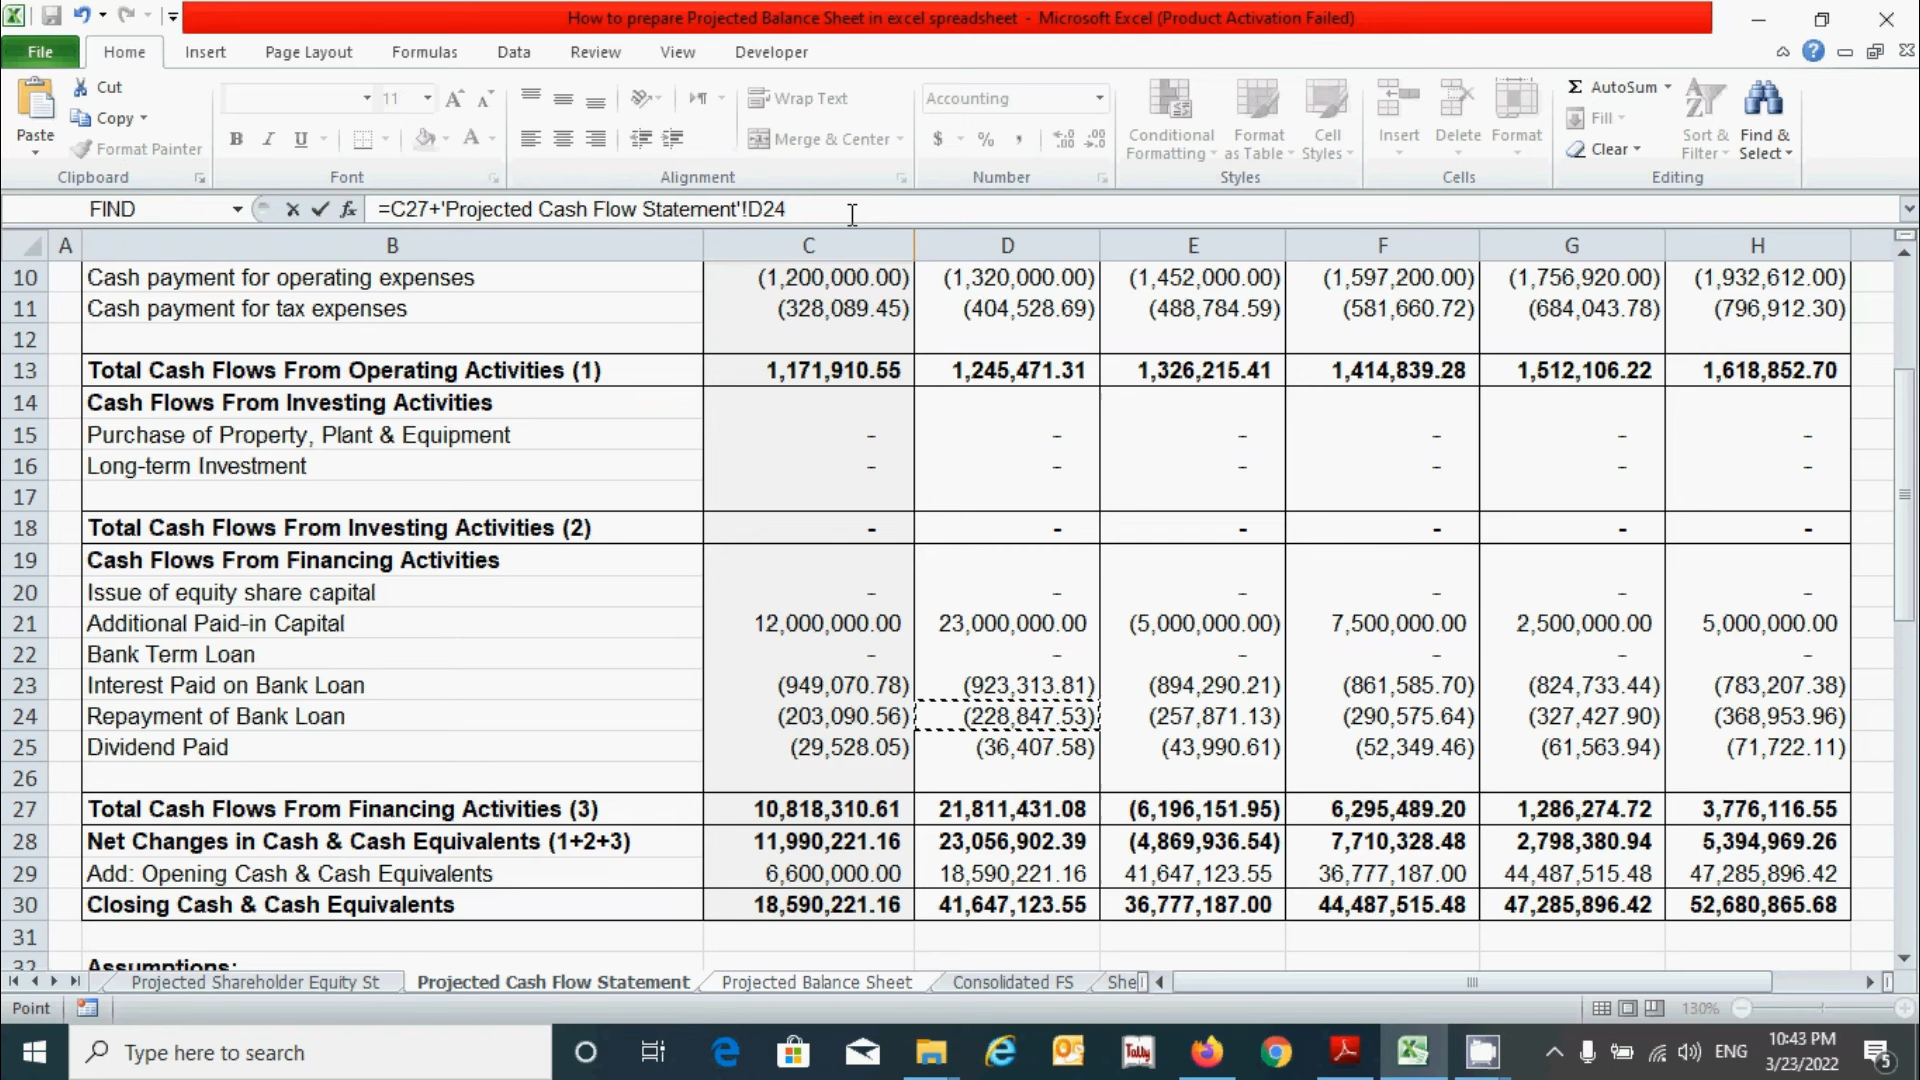 How to prepare Projected Balance Sheet in excel spreadsheet - Microsoft Excel (Product Activation Failed)
File Home Insert Page Layout Formulas Data Review View Developer
Paste Cut Copy Format Painter Clipboard
11 B I U Font
Wrap Text Merge & Center Alignment
Accounting $ % , Number
Conditional Formatting Format as Table Cell Styles Styles
Insert Delete Format Cells
AutoSum Fill Clear Sort & Filter Find & Select Editing
FIND fx =C27+'Projected Cash Flow Statement'!D24
A B C D E F G H
10 Cash payment for operating expenses (1,200,000.00) (1,320,000.00) (1,452,000.00) (1,597,200.00) (1,756,920.00) (1,932,612.00)
11 Cash payment for tax expenses (328,089.45) (404,528.69) (488,784.59) (581,660.72) (684,043.78) (796,912.30)
12
13 Total Cash Flows From Operating Activities (1) 1,171,910.55 1,245,471.31 1,326,215.41 1,414,839.28 1,512,106.22 1,618,852.70
14 Cash Flows From Investing Activities
15 Purchase of Property, Plant & Equipment - - - - - -
16 Long-term Investment - - - - - -
17
18 Total Cash Flows From Investing Activities (2) - - - - - -
19 Cash Flows From Financing Activities
20 Issue of equity share capital - - - - - -
21 Additional Paid-in Capital 12,000,000.00 23,000,000.00 (5,000,000.00) 7,500,000.00 2,500,000.00 5,000,000.00
22 Bank Term Loan - - - - - -
23 Interest Paid on Bank Loan (949,070.78) (923,313.81) (894,290.21) (861,585.70) (824,733.44) (783,207.38)
24 Repayment of Bank Loan (203,090.56) (228,847.53) (257,871.13) (290,575.64) (327,427.90) (368,953.96)
25 Dividend Paid (29,528.05) (36,407.58) (43,990.61) (52,349.46) (61,563.94) (71,722.11)
26
27 Total Cash Flows From Financing Activities (3) 10,818,310.61 21,811,431.08 (6,196,151.95) 6,295,489.20 1,286,274.72 3,776,116.55
28 Net Changes in Cash & Cash Equivalents (1+2+3) 11,990,221.16 23,056,902.39 (4,869,936.54) 7,710,328.48 2,798,380.94 5,394,969.26
29 Add: Opening Cash & Cash Equivalents 6,600,000.00 18,590,221.16 41,647,123.55 36,777,187.00 44,487,515.48 47,285,896.42
30 Closing Cash & Cash Equivalents 18,590,221.16 41,647,123.55 36,777,187.00 44,487,515.48 47,285,896.42 52,680,865.68
31
32 Assumptions:
Projected Shareholder Equity St Projected Cash Flow Statement Projected Balance Sheet Consolidated FS She
Point 130%
Type here to search Tally ENG 10:43 PM
3/23/2022 5